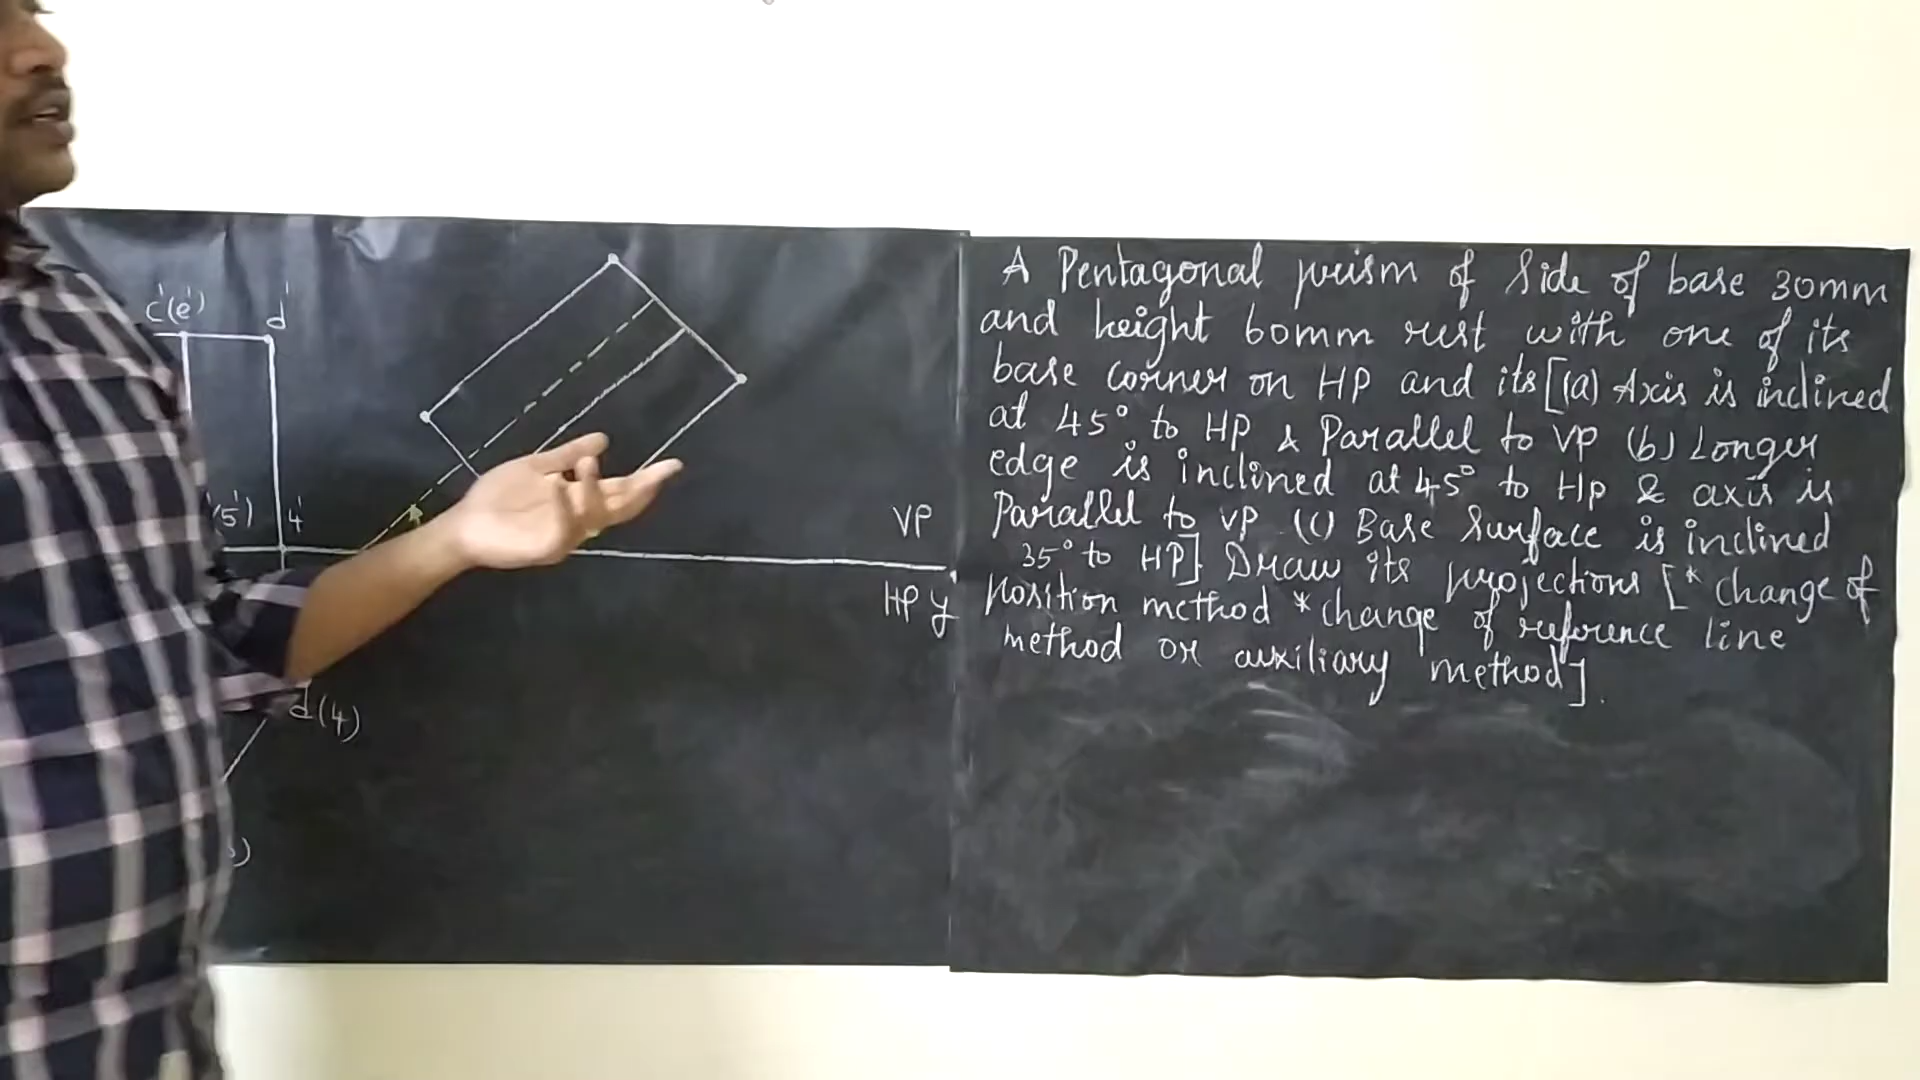 A Pentagonal prism of side of base 30mm
and height 60mm rest with one of its
base corner on HP and its [(a) Axis is inclined
at 45° to HP & Parallel to VP (b) Longer
edge is inclined at 45° to Hp & axis is
Parallel to VP (c) Base Surface is inclined
35° to HP] Draw its projections [* change of
position method * change of reference line
method or auxiliary method].
c'(e')
d'
(5')
4'
VP
HP y
d(4)